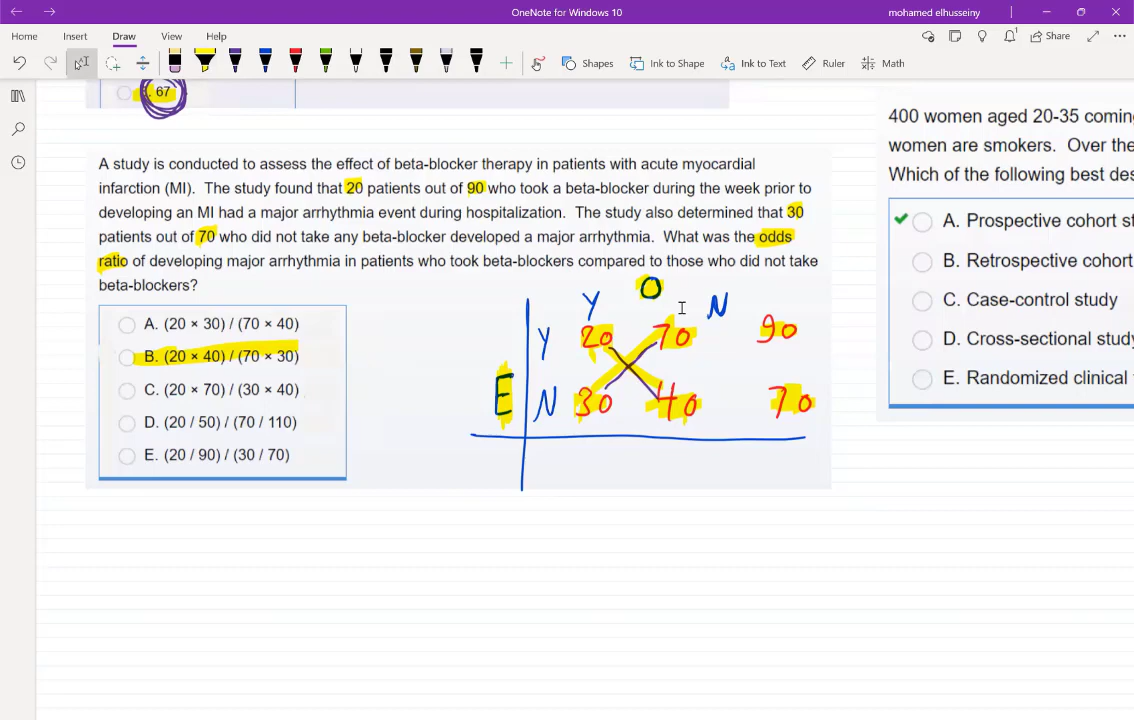 OneNote for Windows 10
mohamed elhusseiny
Home Insert Draw View Help
Share
Shapes Ink to Shape Ink to Text Ruler Math
67
A study is conducted to assess the effect of beta-blocker therapy in patients with acute myocardial
infarction (MI). The study found that 20 patients out of 90 who took a beta-blocker during the week prior to
developing an MI had a major arrhythmia event during hospitalization. The study also determined that 30
patients out of 70 who did not take any beta-blocker developed a major arrhythmia. What was the odds
ratio of developing major arrhythmia in patients who took beta-blockers compared to those who did not take
beta-blockers?
A. (20 × 30) / (70 × 40)
B. (20 × 40) / (70 × 30)
C. (20 × 70) / (30 × 40)
D. (20 / 50) / (70 / 110)
E. (20 / 90) / (30 / 70)
O
Y N
Y 20 70 90
E N 30 40 70
400 women aged 20-35 comin
women are smokers. Over the
Which of the following best des
A. Prospective cohort st
B. Retrospective cohort
C. Case-control study
D. Cross-sectional study
E. Randomized clinical